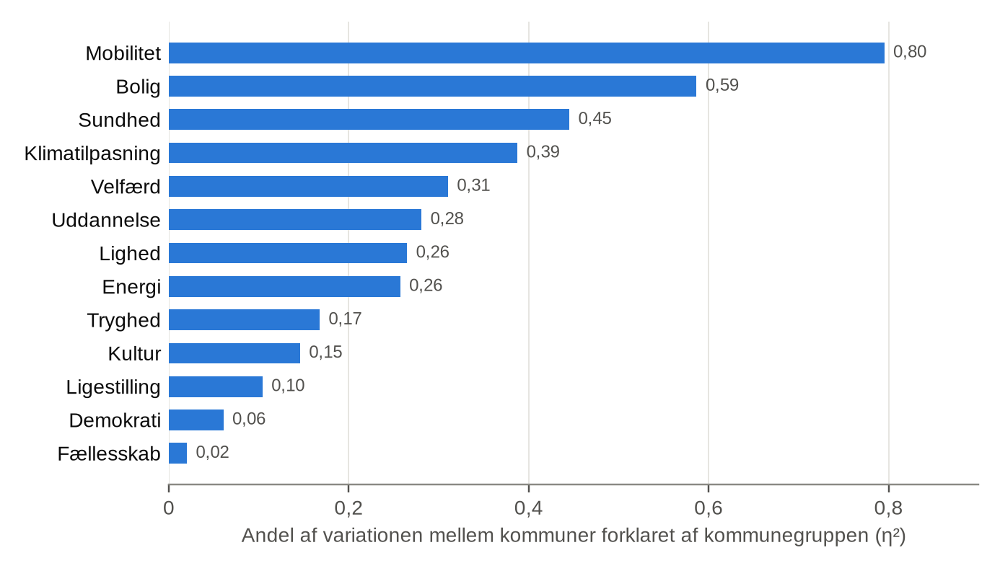 Mobilitet 0,80
Bolig 0,59
Sundhed 0,45
Klimatilpasning 0,39
Velfærd 0,31
Uddannelse 0,28
Lighed 0,26
Energi 0,26
Tryghed 0,17
Kultur 0,15
Ligestilling 0,10
Demokrati 0,06
Fællesskab 0,02
0 0,2 0,4 0,6 0,8
Andel af variationen mellem kommuner forklaret af kommunegruppen (η²)